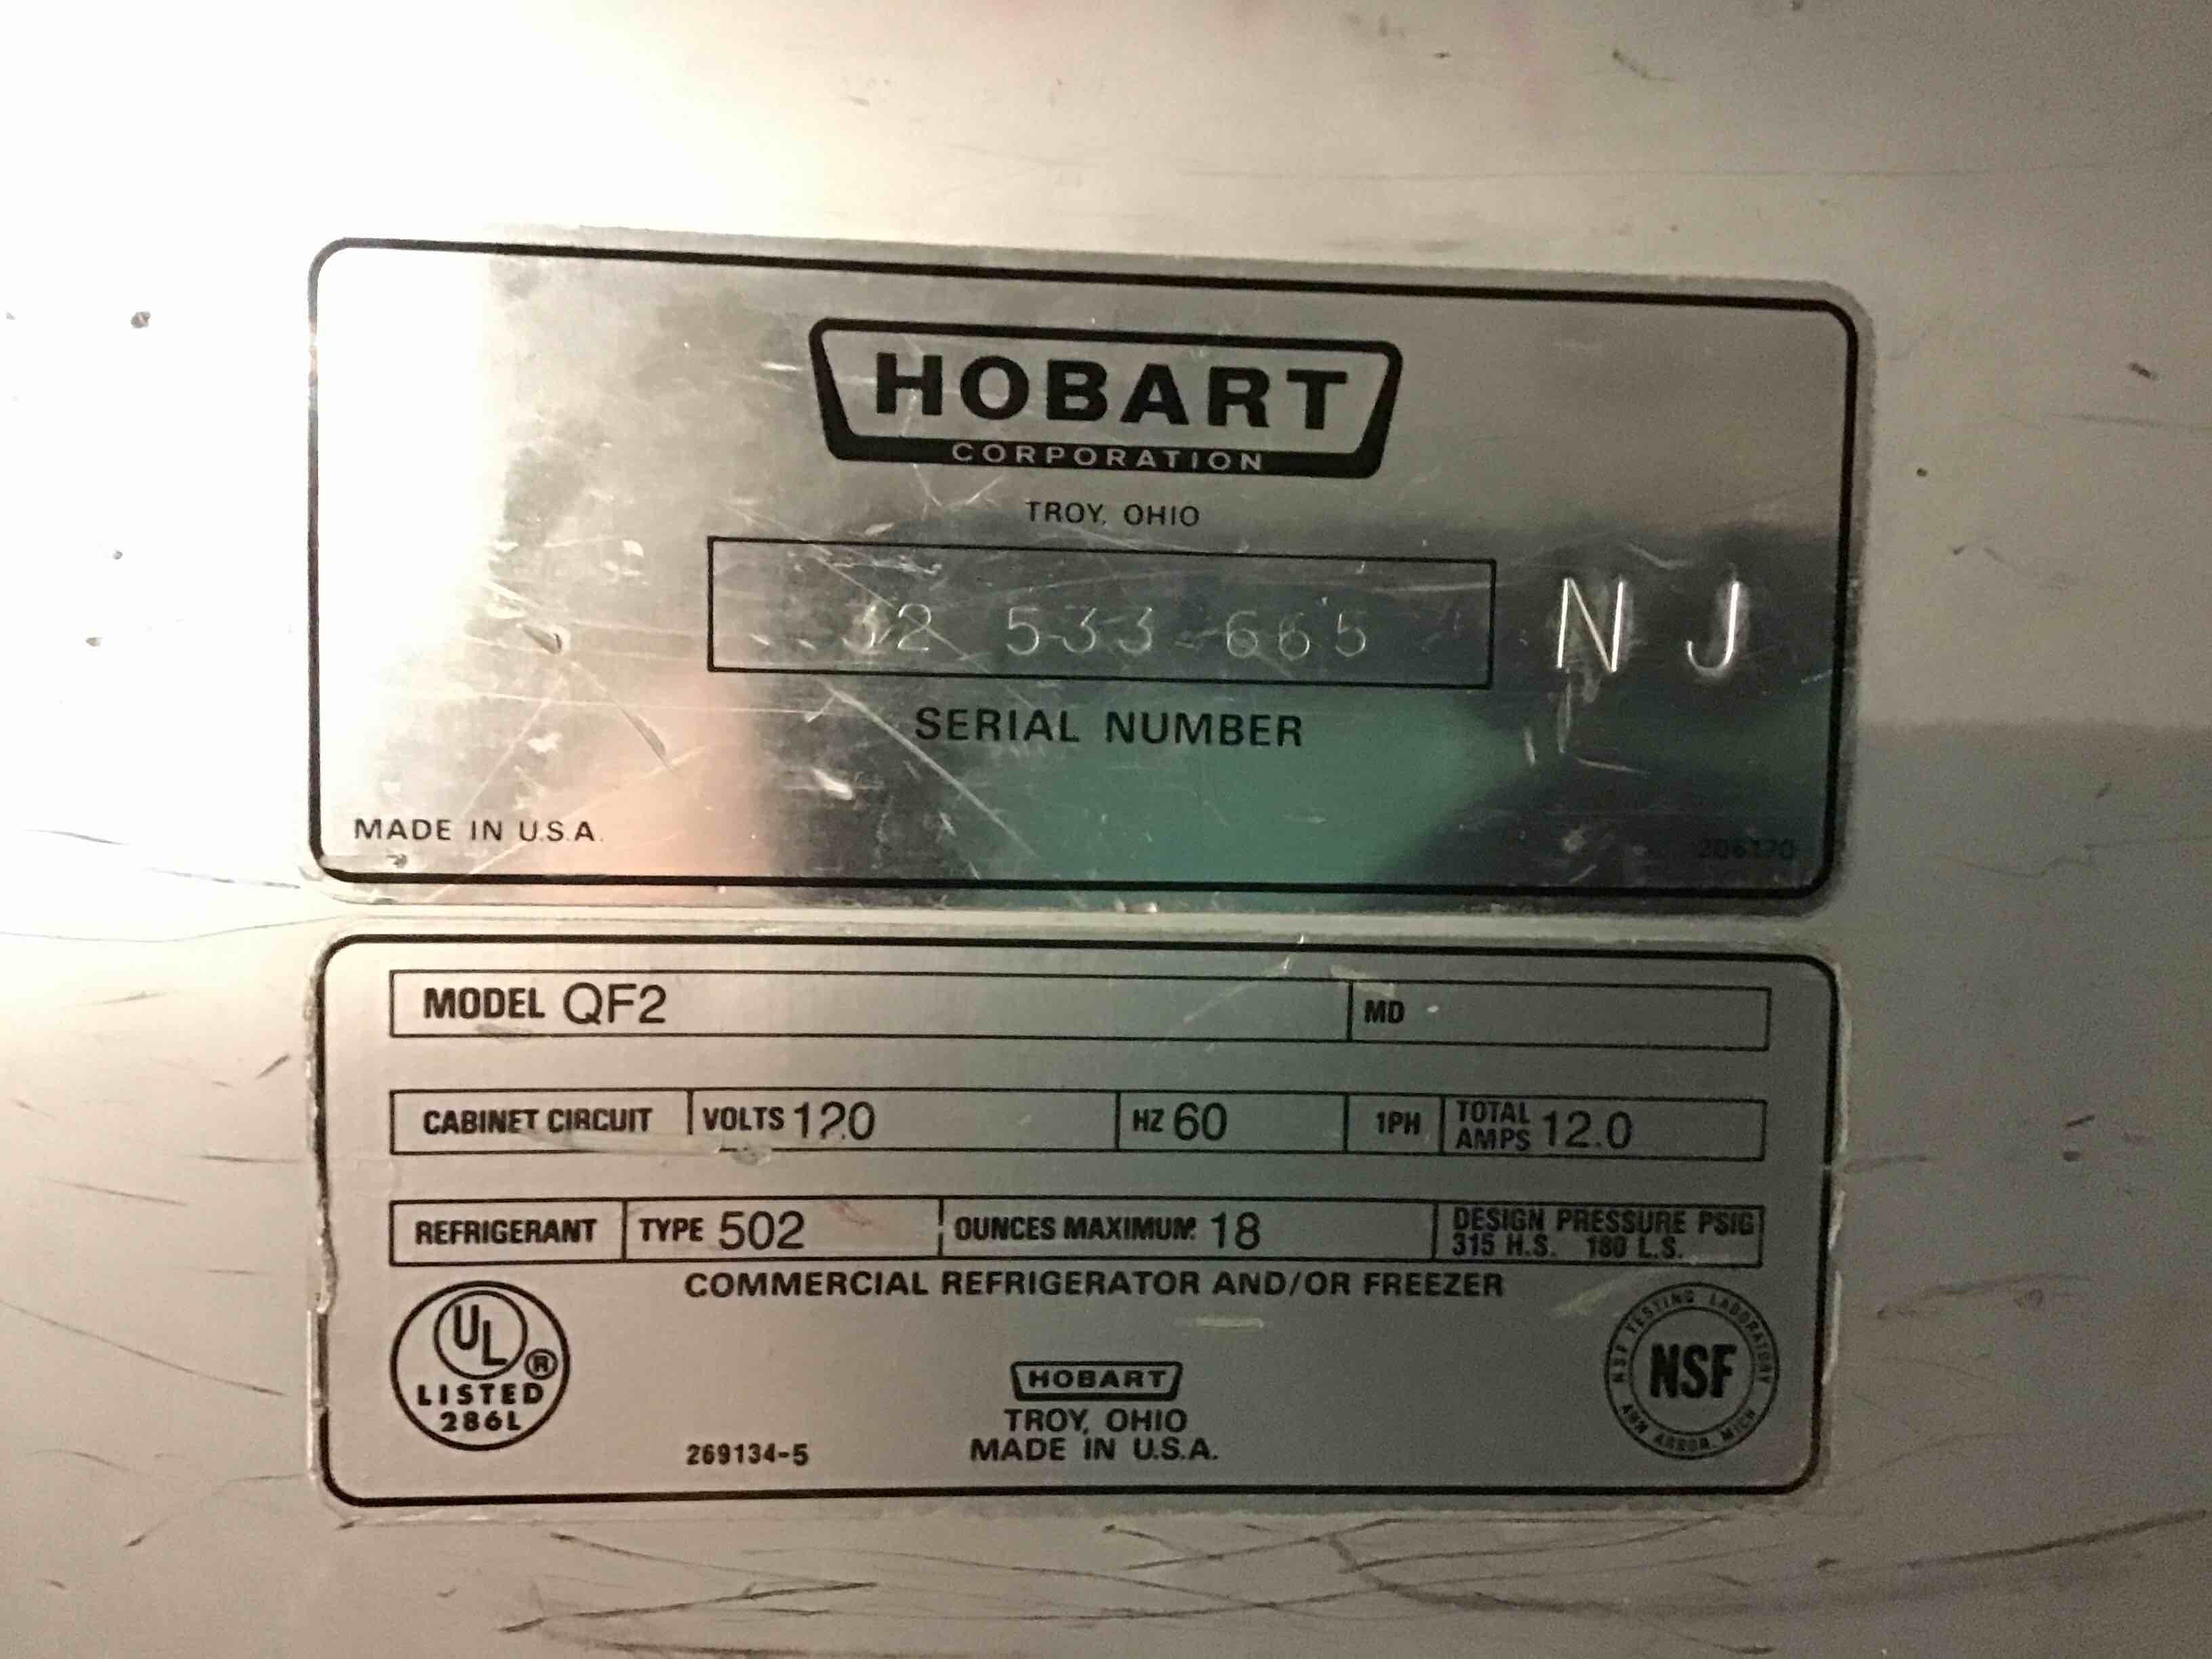 HOBART
CORPORATION
TROY, OHIO
32 533-665 N J
SERIAL NUMBER
MADE IN U.S.A.
MODEL QF2 MD
CABINET CIRCUIT VOLTS 120 HZ 60 1PH TOTAL AMPS 12.0
REFRIGERANT TYPE 502 OUNCES MAXIMUM 18 DESIGN PRESSURE PSIG
315 H.S. 180 L.S.
COMMERCIAL REFRIGERATOR AND/OR FREEZER
UL ®
LISTED
286L
269134-5
HOBART
TROY, OHIO
MADE IN U.S.A.
NSF TESTING LABORATORY
NSF
ANN ARBOR, MICH